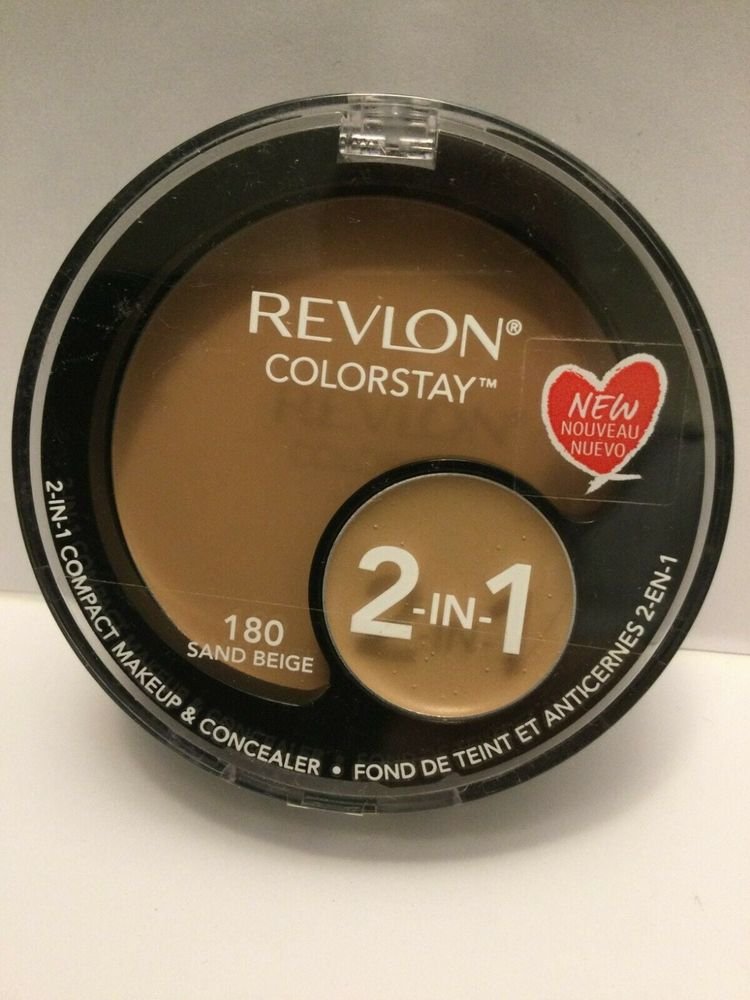 REVLON®
COLORSTAY™
NEW
NOUVEAU
NUEVO
2-IN-1
180
SAND BEIGE
2-IN-1 COMPACT MAKEUP & CONCEALER • FOND DE TEINT ET ANTICERNES 2-EN-1